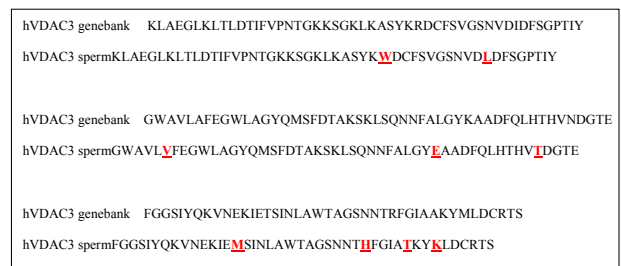 hVDAC3 genebank KLAEGLKLTLDTIFVPNTGKKSGKLKASYKRDCFSVGSNVDIDFSGPTIY
hVDAC3 spermKLAEGLKLTLDTIFVPNTGKKSGKLKASYKWDCFSVGSNVDLDFSGPTIY
hVDAC3 genebank GWAVLAFEGWLAGYQMSFDTAKSKLSQNNFALGYKAADFQLHTHVNDGTE
hVDAC3 spermGWAVLVFEGWLAGYQMSFDTAKSKLSQNNFALGYEAADFQLHTHVTDGTE
hVDAC3 genebank FGGSIYQKVNEKIETSINLAWTAGSNNTRFGIAAKYMLDCRTS
hVDAC3 spermFGGSIYQKVNEKIEMSINLAWTAGSNNTHFGIATKYKLDCRTS